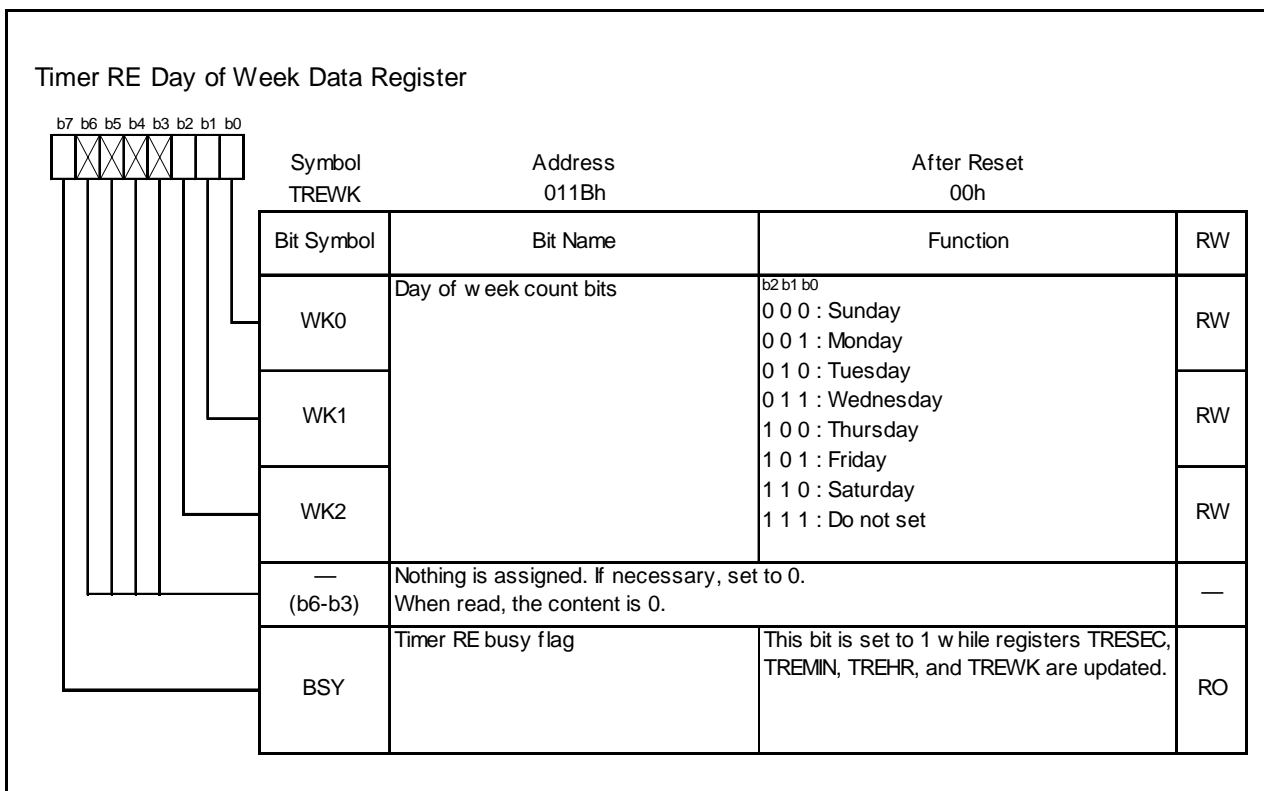 Timer RE Day of Week Data Register
b7 b6 b5 b4 b3 b2 b1 b0
Symbol Address After Reset
TREWK 011Bh 00h
Bit Symbol Bit Name Function RW
WK0 Day of w eek count bits b2 b1 b0
0 0 0 : Sunday
0 0 1 : Monday
0 1 0 : Tuesday
RW
WK1 0 1 1 : Wednesday
1 0 0 : Thursday
1 0 1 : Friday
RW
WK2 1 1 0 : Saturday
1 1 1 : Do not set
RW
—
(b6-b3)
Nothing is assigned. If necessary, set to 0.
When read, the content is 0.
—
BSY
Timer RE busy flag
This bit is set to 1 w hile registers TRESEC,
TREMIN, TREHR, and TREWK are updated.
RO